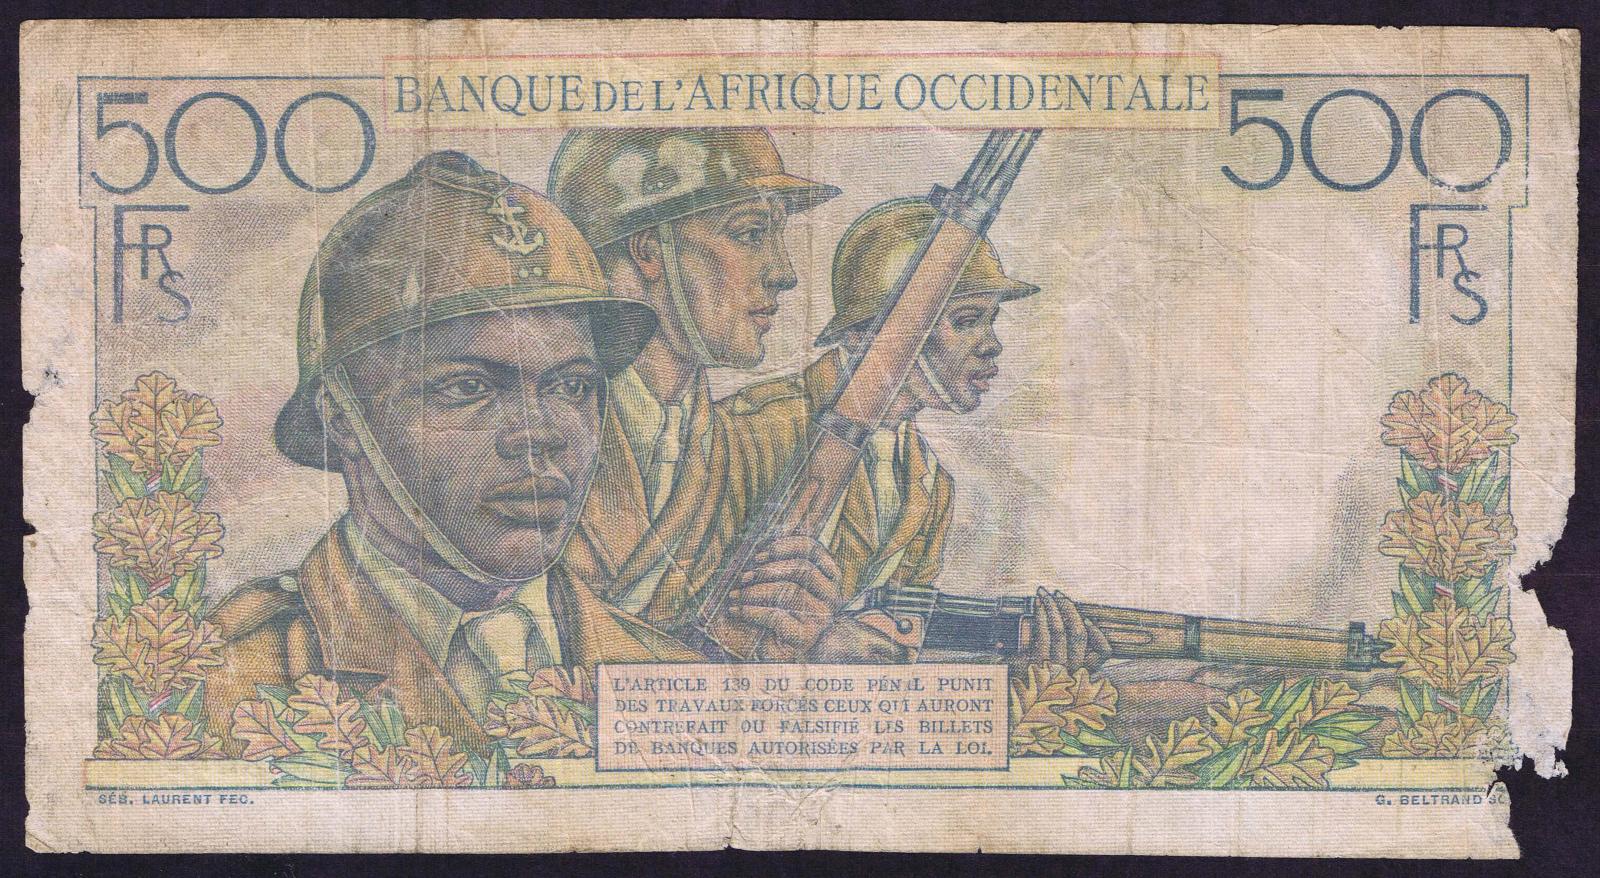 BANQUE DE L'AFRIQUE OCCIDENTALE
500 500
FRS FRS
L'ARTICLE 139 DU CODE PÉNAL PUNIT
DES TRAVAUX FORCÉS CEUX QUI AURONT
CONTREFAIT OU FALSIFIÉ LES BILLETS
DE BANQUES AUTORISÉES PAR LA LOI.
SÉB. LAURENT FEC. G. BELTRAND SC